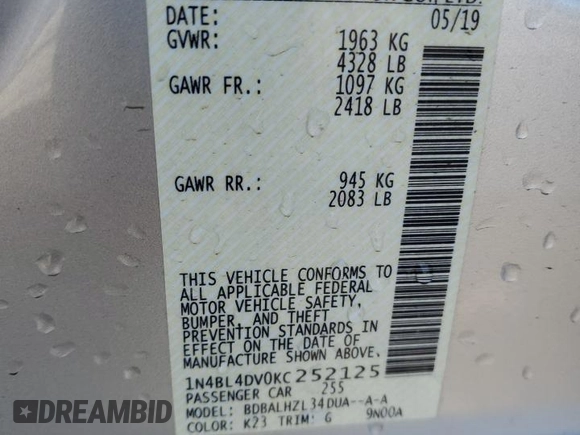 DATE: 05/19
GVWR: 1963 KG
4328 LB
GAWR FR.: 1097 KG
2418 LB
GAWR RR.: 945 KG
2083 LB
THIS VEHICLE CONFORMS TO
ALL APPLICABLE FEDERAL
MOTOR VEHICLE SAFETY,
BUMPER, AND THEFT
PREVENTION STANDARDS IN
EFFECT ON THE DATE OF
MANUFACTURE SHOWN ABOVE.
1N4BL4DV0KC252125
PASSENGER CAR 255
MODEL: BDBALHZL34DUA--A-A
COLOR: K23 TRIM: G 9N00A
DREAMBID